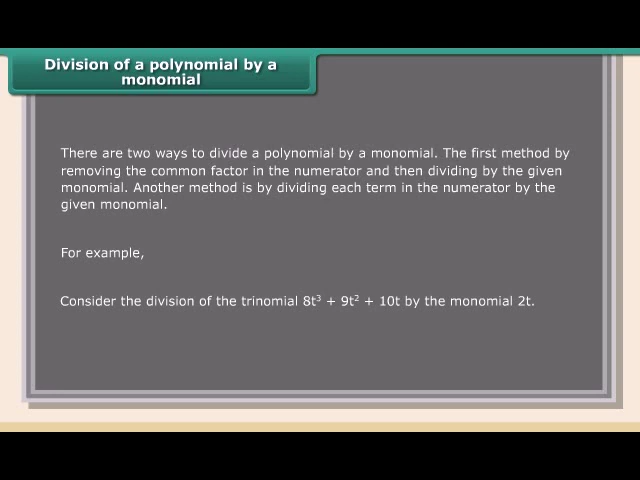 Division of a polynomial by a
monomial
There are two ways to divide a polynomial by a monomial. The first method by
removing the common factor in the numerator and then dividing by the given
monomial. Another method is by dividing each term in the numerator by the
given monomial.
For example,
Consider the division of the trinomial 8t³ + 9t² + 10t by the monomial 2t.